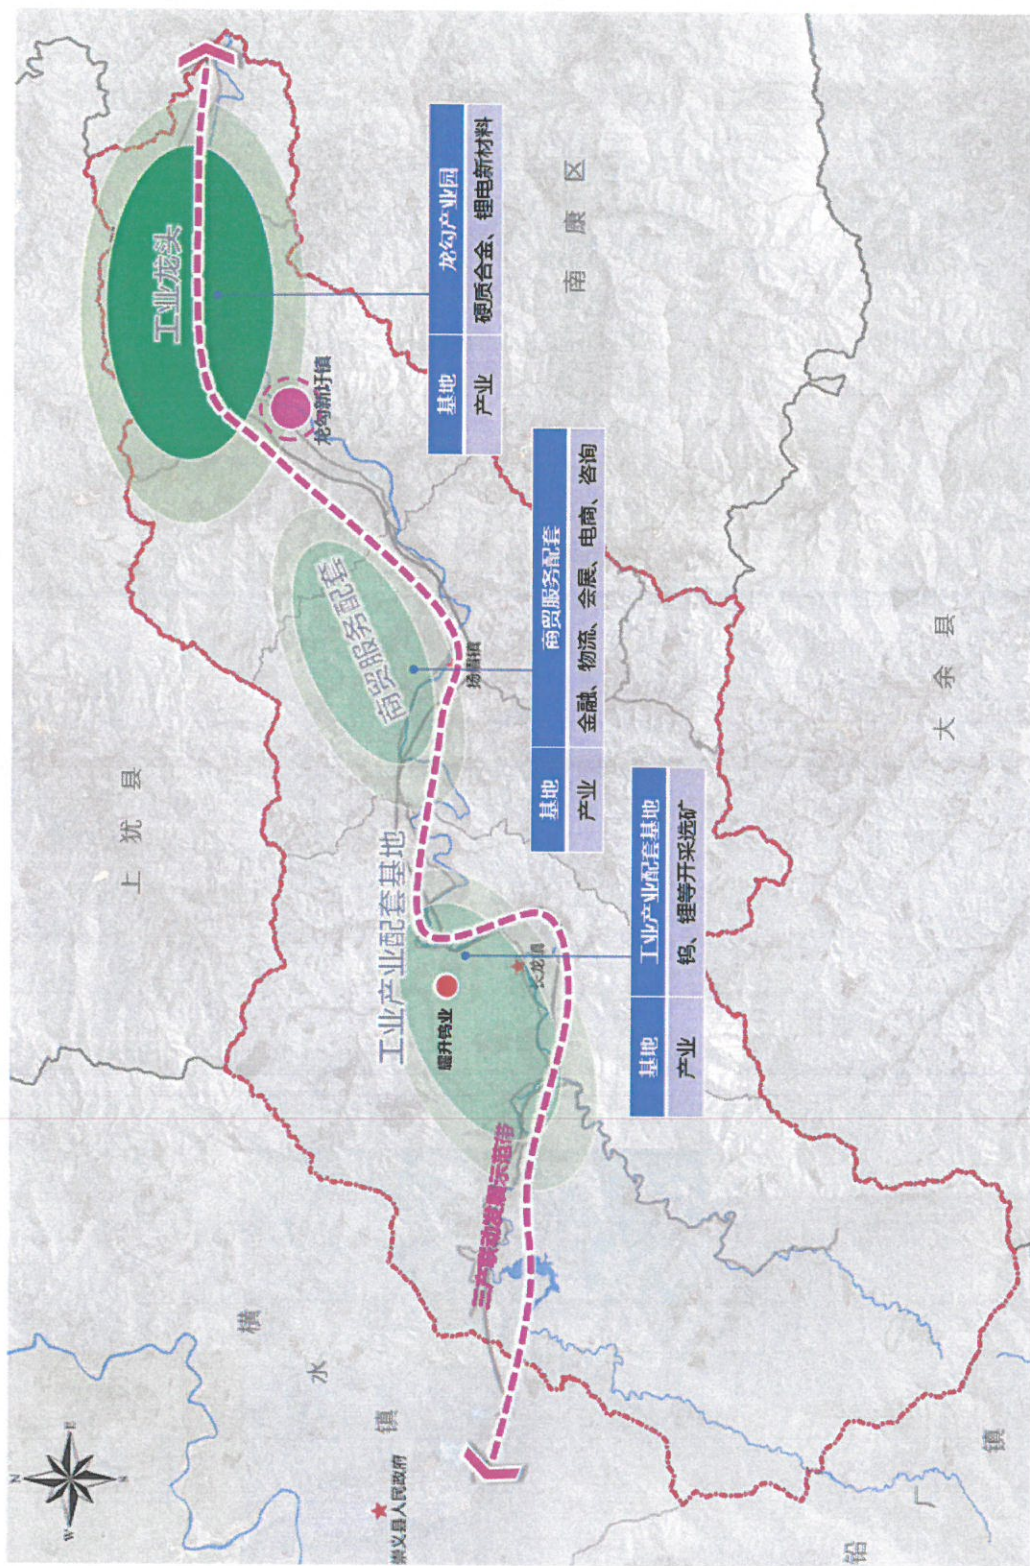 N
W
E
S
上犹县
工业龙头
横水镇
崇义县人民政府
商贸服务配套
龙勾新圩镇
工业产业配套基地
耀升钨业
扬眉镇
长龙镇
三产联动发展示范带
基地 龙勾产业园
产业 硬质合金、锂电新材料
基地 商贸服务配套
产业 金融、物流、会展、电商、咨询
基地 工业产业配套基地
产业 钨、锂等开采选矿
南康区
大余县
铅厂镇